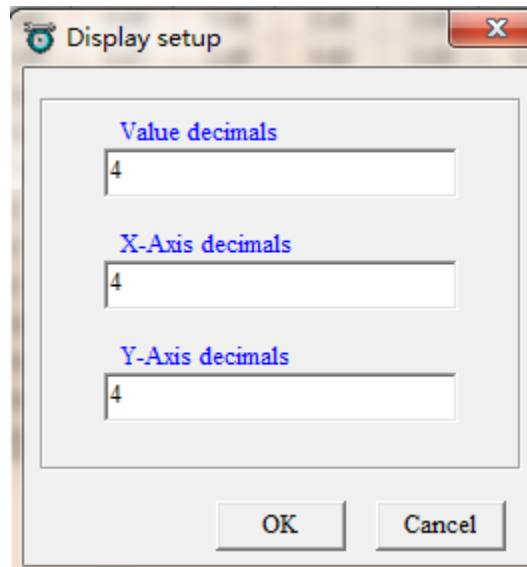 Display setup
Value decimals
4
X-Axis decimals
4
Y-Axis decimals
4
OK
Cancel